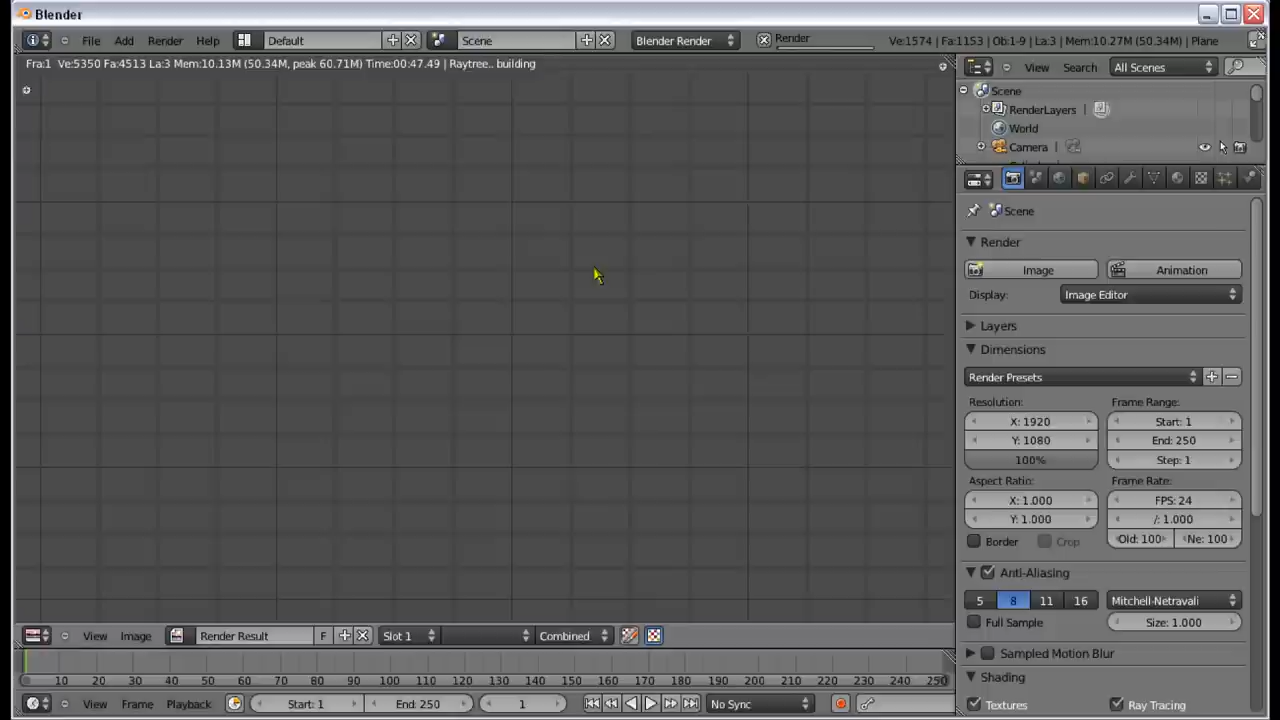 Blender
File Add Render Help Default Scene Blender Render Render Ve:1574 | Fa:1153 | Ob:1-9 | La:3 | Mem:10.27M (50.34M) | Plane
Fra:1 Ve:5350 Fa:4513 La:3 Mem:10.13M (50.34M, peak 60.71M) Time:00:47.49 | Raytree.. building
View Search All Scenes
Scene
RenderLayers |
World
Camera |
Scene
Render
Image Animation
Display: Image Editor
Layers
Dimensions
Render Presets
Resolution: Frame Range:
X: 1920 Start: 1
Y: 1080 End: 250
100% Step: 1
Aspect Ratio: Frame Rate:
X: 1.000 FPS: 24
Y: 1.000 /: 1.000
Border Crop Old: 100 Ne: 100
Anti-Aliasing
5 8 11 16 Mitchell-Netravali
Full Sample Size: 1.000
Sampled Motion Blur
Shading
Textures Ray Tracing
View Image Render Result F Slot 1 Combined
10 20 30 40 50 60 70 80 90 100 110 120 130 140 150 160 170 180 190 200 210 220 230 240 250
View Frame Playback Start: 1 End: 250 1 No Sync